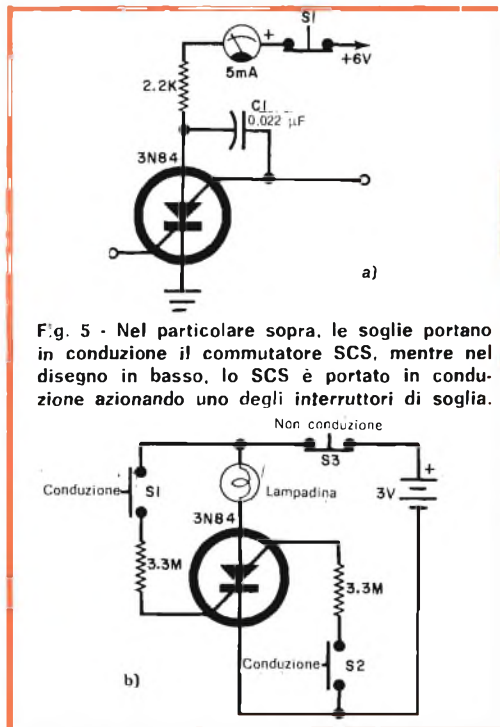 S1
+
+6V
5mA
2.2K
C1
0,022 µF
3N84
a)
F:g. 5 - Nel particolare sopra, le soglie portano
in conduzione il commutatore SCS, mentre nel
disegno in basso, lo SCS è portato in condu-
zione azionando uno degli interruttori di soglia.
Non conduzione
S3
+
Conduzione
S1
Lampadina
3V
3N84
3.3M
3.3M
Conduzione
S2
b)